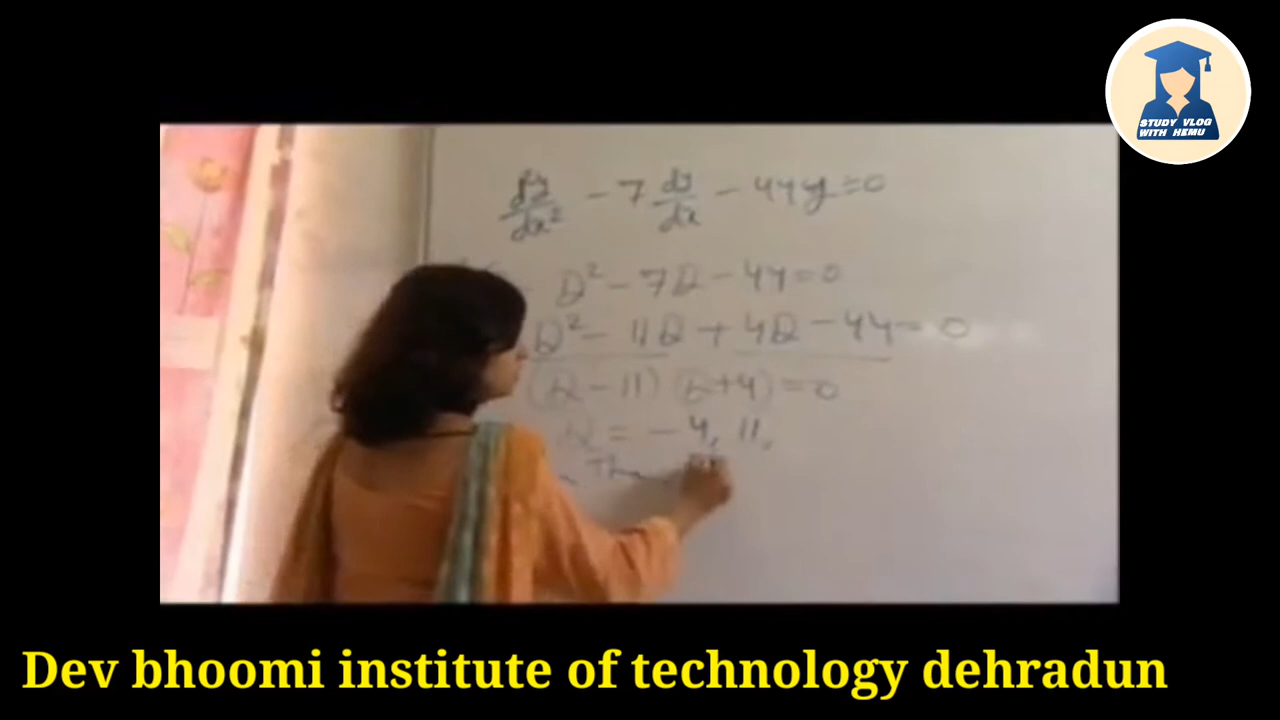 STUDY VLOG
WITH HEMU
d²y/dx² - 7 dy/dx - 44y = 0
D² - 7D - 44 = 0
D² - 11D + 4D - 44 = 0
(D - 11) (D + 4) = 0
D = - 4, 11,
The
Dev bhoomi institute of technology dehradun